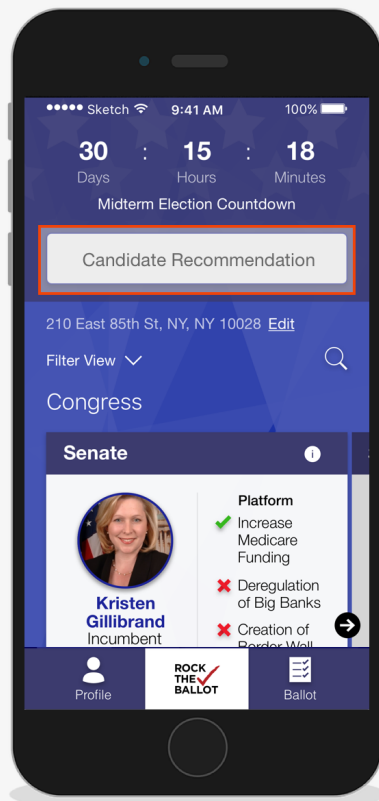 Sketch 9:41 AM 100%
30 : 15 : 18
Days Hours Minutes
Midterm Election Countdown
Candidate Recommendation
210 East 85th St, NY, NY 10028 Edit
Filter View
Congress
Senate i
Platform
Increase
Medicare
Funding
Deregulation
of Big Banks
Creation of
Border Wall
Kristen
Gillibrand
Incumbent
Profile
ROCK
THE
BALLOT
Ballot